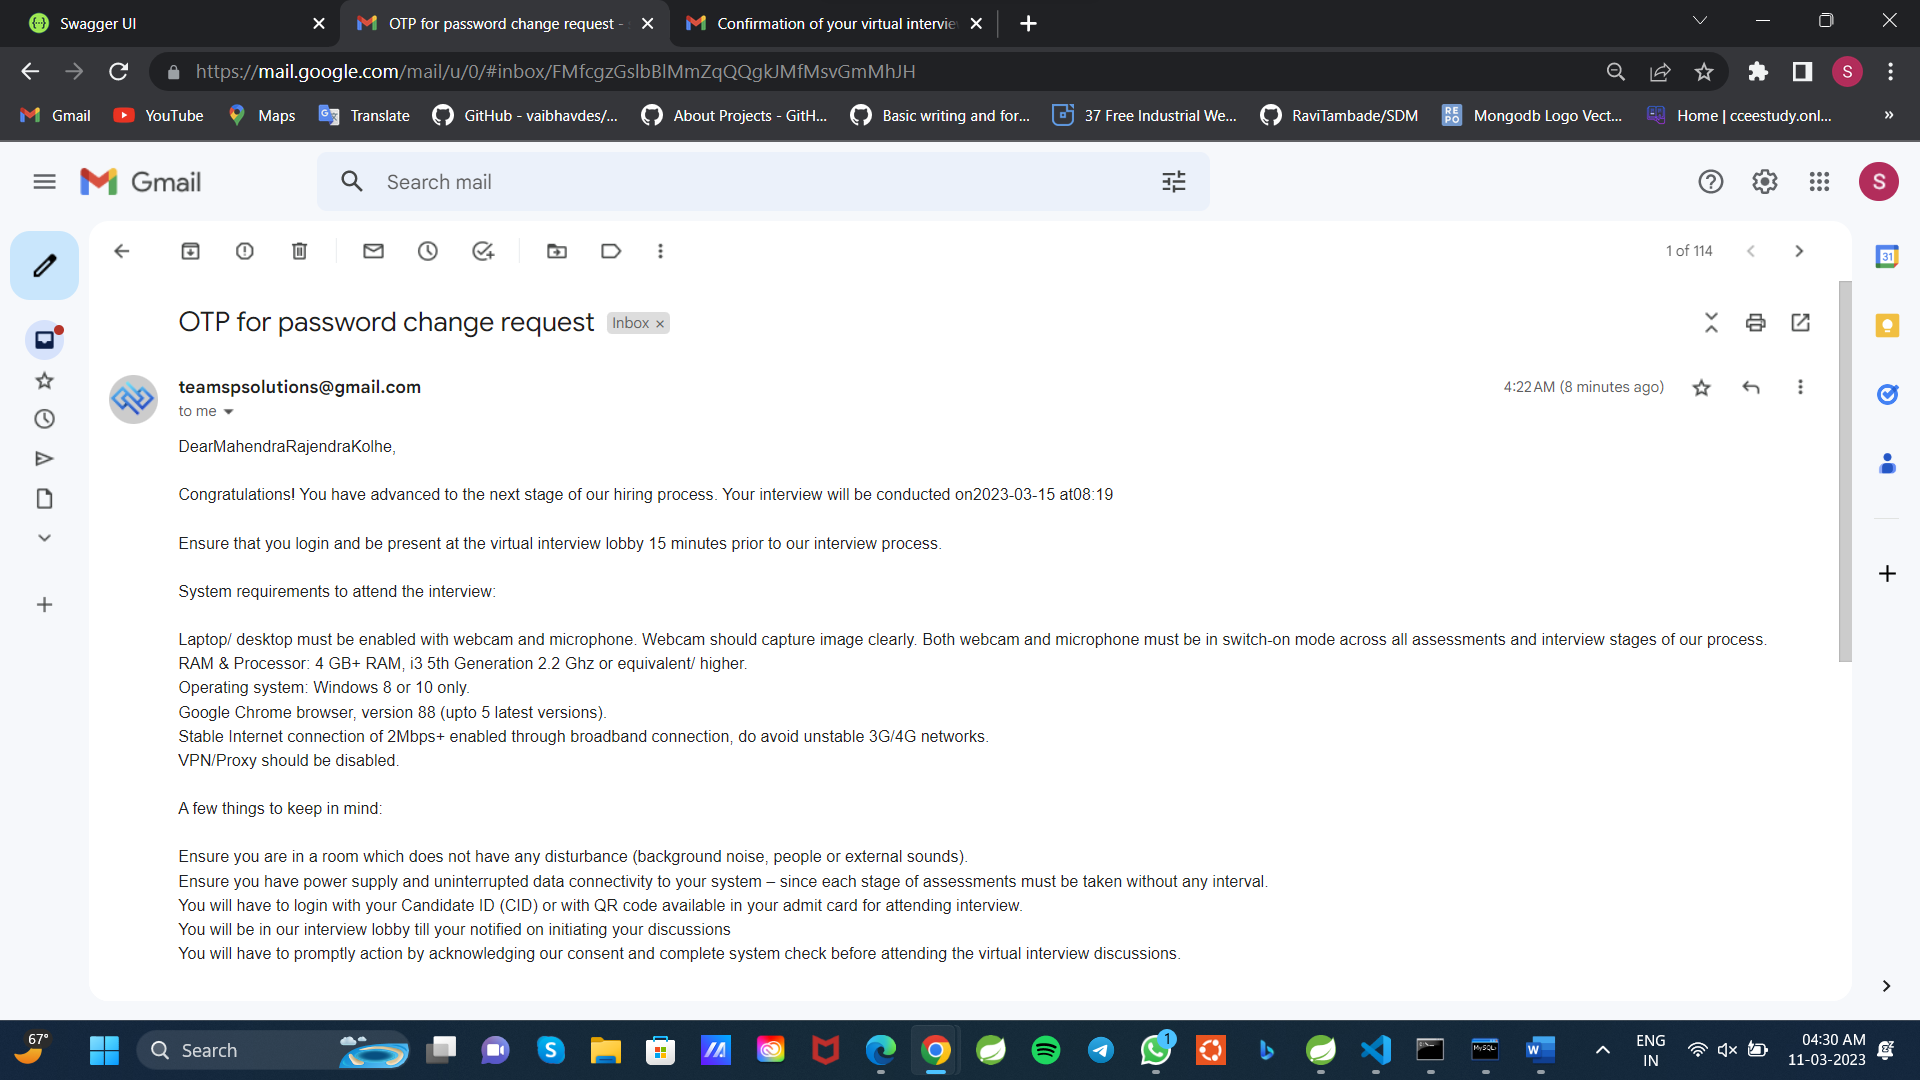 Swagger UI
OTP for password change request -
Confirmation of your virtual intervie
https://mail.google.com/mail/u/0/#inbox/FMfcgzGslbBlMmZqQQgkJMfMsvGmMhJH
S
Gmail
YouTube
Maps
Translate
GitHub - vaibhavdes/...
About Projects - GitH...
Basic writing and for...
37 Free Industrial We...
RaviTambade/SDM
RE
PO
Mongodb Logo Vect...
Home | cceestudy.onl...
»
Gmail
Search mail
S
1 of 114
31
OTP for password change request
Inbox ×
teamspsolutions@gmail.com
4:22 AM (8 minutes ago)
to me
DearMahendraRajendraKolhe,
Congratulations! You have advanced to the next stage of our hiring process. Your interview will be conducted on2023-03-15 at08:19
Ensure that you login and be present at the virtual interview lobby 15 minutes prior to our interview process.
System requirements to attend the interview:
Laptop/ desktop must be enabled with webcam and microphone. Webcam should capture image clearly. Both webcam and microphone must be in switch-on mode across all assessments and interview stages of our process.
RAM & Processor: 4 GB+ RAM, i3 5th Generation 2.2 Ghz or equivalent/ higher.
Operating system: Windows 8 or 10 only.
Google Chrome browser, version 88 (upto 5 latest versions).
Stable Internet connection of 2Mbps+ enabled through broadband connection, do avoid unstable 3G/4G networks.
VPN/Proxy should be disabled.
A few things to keep in mind:
Ensure you are in a room which does not have any disturbance (background noise, people or external sounds).
Ensure you have power supply and uninterrupted data connectivity to your system – since each stage of assessments must be taken without any interval.
You will have to login with your Candidate ID (CID) or with QR code available in your admit card for attending interview.
You will be in our interview lobby till your notified on initiating your discussions
You will have to promptly action by acknowledging our consent and complete system check before attending the virtual interview discussions.
67°
Search
1
MySQL
ENG
IN
04:30 AM
11-03-2023